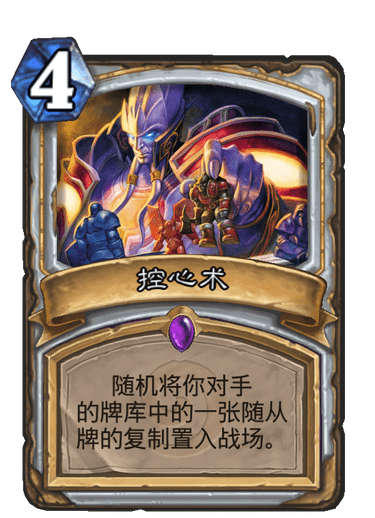 4
控心术
随机将你对手
的牌库中的一张随从
牌的复制置入战场。